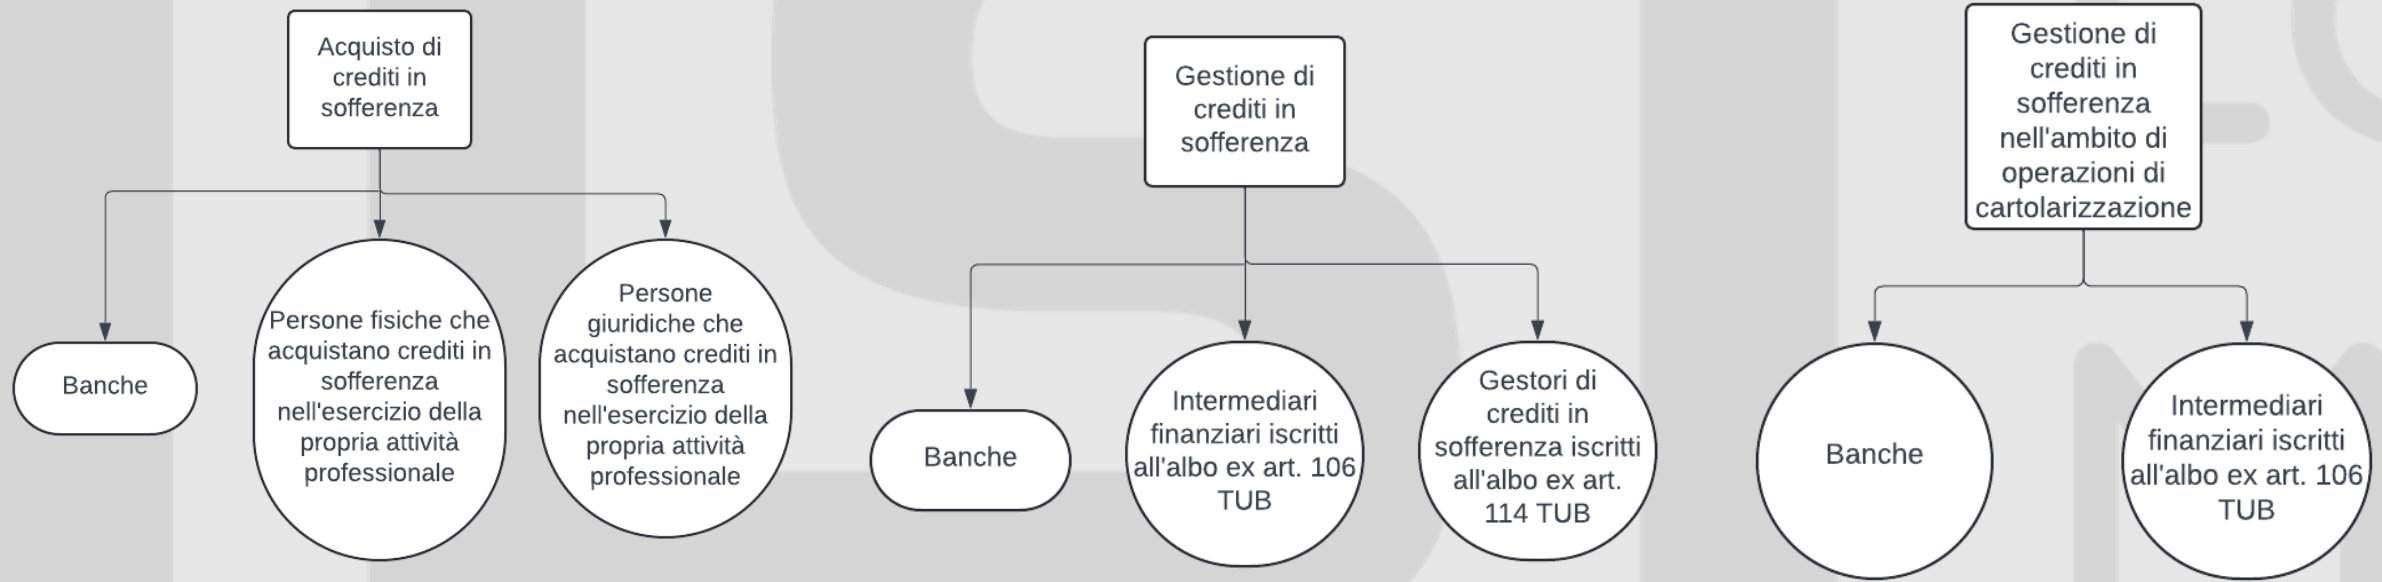 Acquisto di
crediti in
sofferenza
Banche
Persone fisiche che
acquistano crediti in
sofferenza
nell'esercizio della
propria attività
professionale
Persone
giuridiche che
acquistano crediti in
sofferenza
nell'esercizio della
propria attività
professionale
Gestione di
crediti in
sofferenza
Banche
Intermediari
finanziari iscritti
all'albo ex art. 106
TUB
Gestori di
crediti in
sofferenza iscritti
all'albo ex art.
114 TUB
Gestione di
crediti in
sofferenza
nell'ambito di
operazioni di
cartolarizzazione
Banche
Intermediari
finanziari iscritti
all'albo ex art. 106
TUB